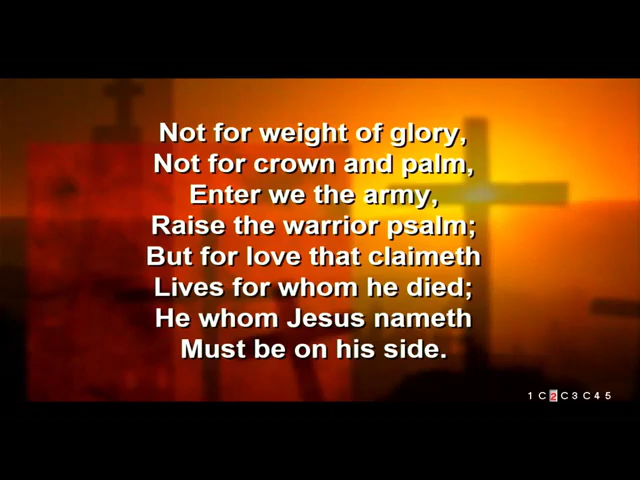 Not for weight of glory,
Not for crown and palm,
Enter we the army,
Raise the warrior psalm;
But for love that claimeth
Lives for whom he died;
He whom Jesus nameth
Must be on his side.
1 C 2 C 3 C 4 5